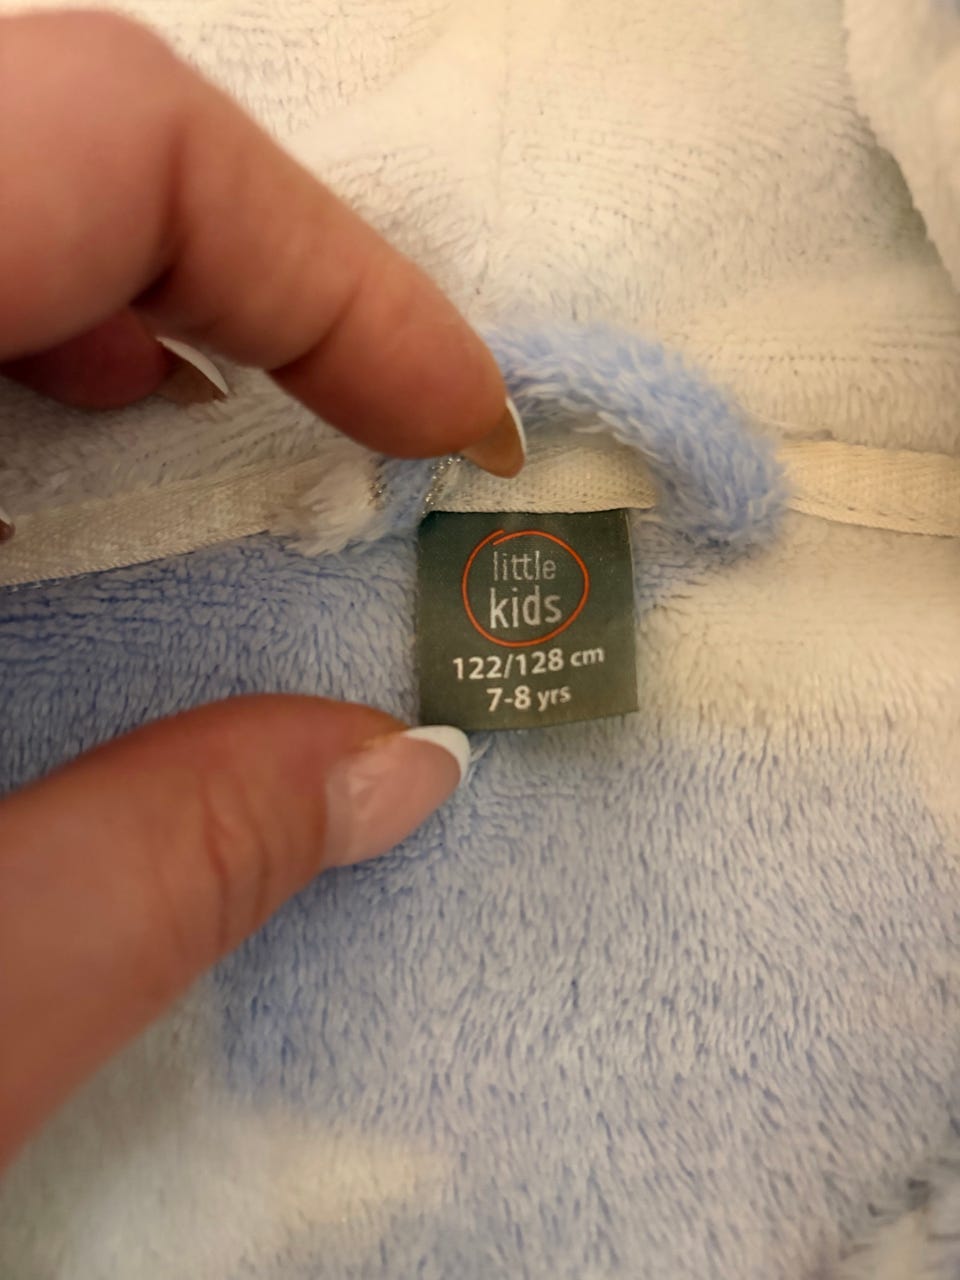 little
kids
122/128 cm
7-8 yrs